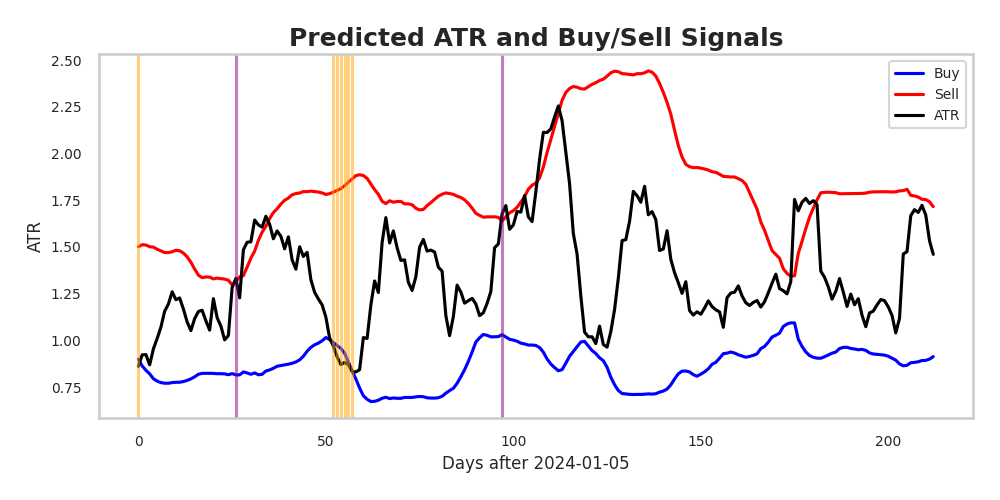 Predicted ATR and Buy/Sell Signals
2.50
2.25
2.00
1.75
1.50
1.25
1.00
0.75
ATR
Buy
Sell
ATR
0 50 100 150 200
Days after 2024-01-05